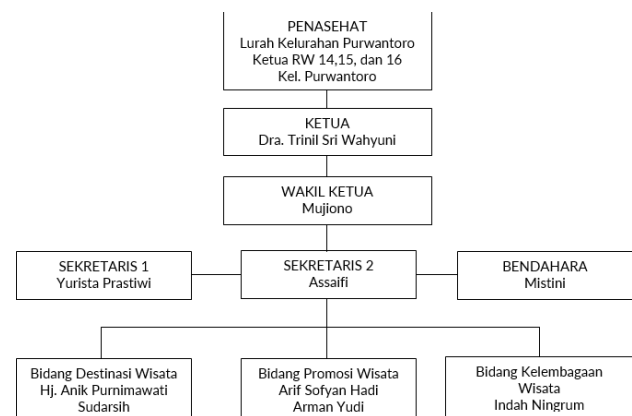 PENASEHAT
Lurah Kelurahan Purwantoro
Ketua RW 14,15, dan 16
Kel. Purwantoro
KETUA
Dra. Trinil Sri Wahyuni
WAKIL KETUA
Mujiono
SEKRETARIS 1
Yurista Prastiwi
SEKRETARIS 2
Assaifi
BENDAHARA
Mistini
Bidang Destinasi Wisata
Hj. Anik Purnimawati
Sudarsih
Bidang Promosi Wisata
Arif Sofyan Hadi
Arman Yudi
Bidang Kelembagaan
Wisata
Indah Ningrum